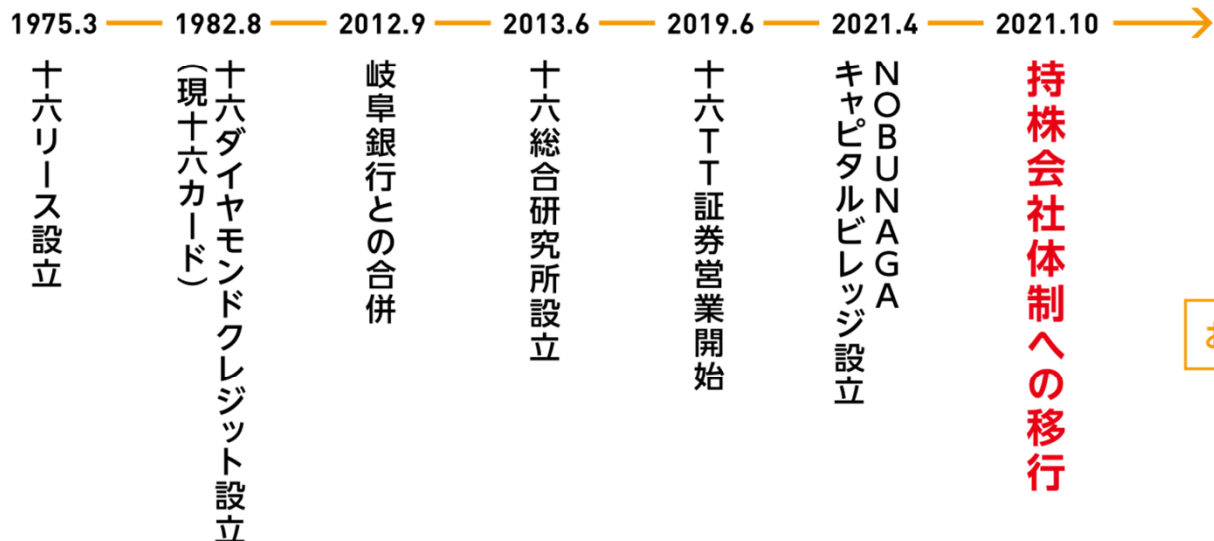 1975.3
十六リース設立
1982.8
十六ダイヤモンドクレジット設立
(現十六カード)
2012.9
岐阜銀行との合併
2013.6
十六総合研究所設立
2019.6
十六TT証券営業開始
2021.4
NOBUNAGA
キャピタルビレッジ設立
2021.10
持株会社体制への移行